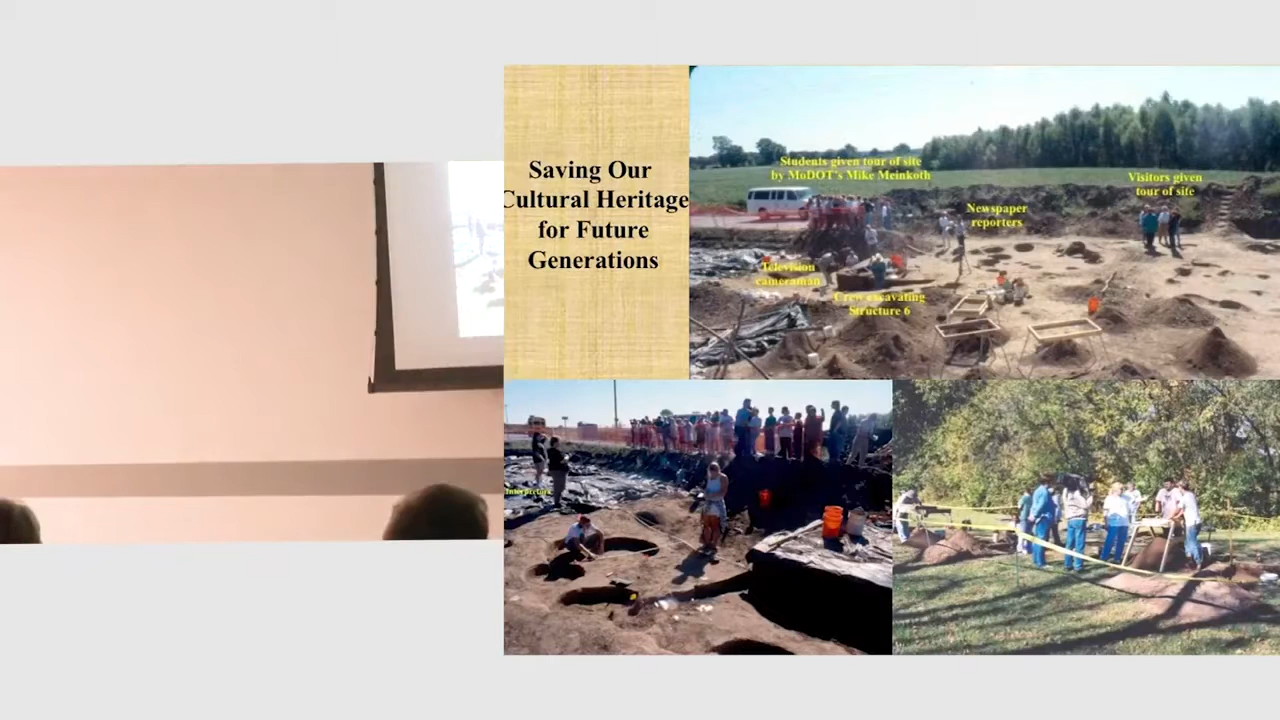 Saving Our
Cultural Heritage
for Future
Generations
Students given tour of site
by MoDOT's Mike Meinkoth
Visitors given
tour of site
Newspaper
reporters
Television
cameraman
Crew excavating
Structure 6
Interpreters